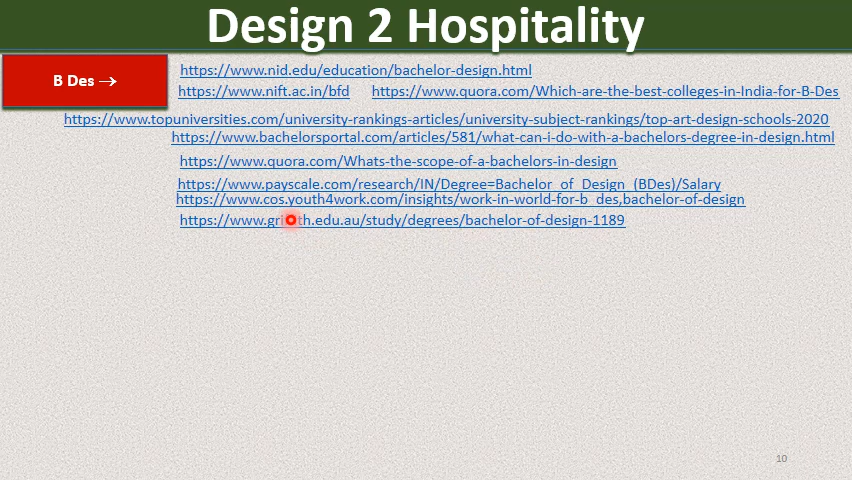 Design 2 Hospitality
B Des →
https://www.nid.edu/education/bachelor-design.html
https://www.nift.ac.in/bfd https://www.quora.com/Which-are-the-best-colleges-in-India-for-B-Des
https://www.topuniversities.com/university-rankings-articles/university-subject-rankings/top-art-design-schools-2020
https://www.bachelorsportal.com/articles/581/what-can-i-do-with-a-bachelors-degree-in-design.html
https://www.quora.com/Whats-the-scope-of-a-bachelors-in-design
https://www.payscale.com/research/IN/Degree=Bachelor_of_Design_(BDes)/Salary
https://www.cos.youth4work.com/insights/work-in-world-for-b_des,bachelor-of-design
https://www.griffith.edu.au/study/degrees/bachelor-of-design-1189
10